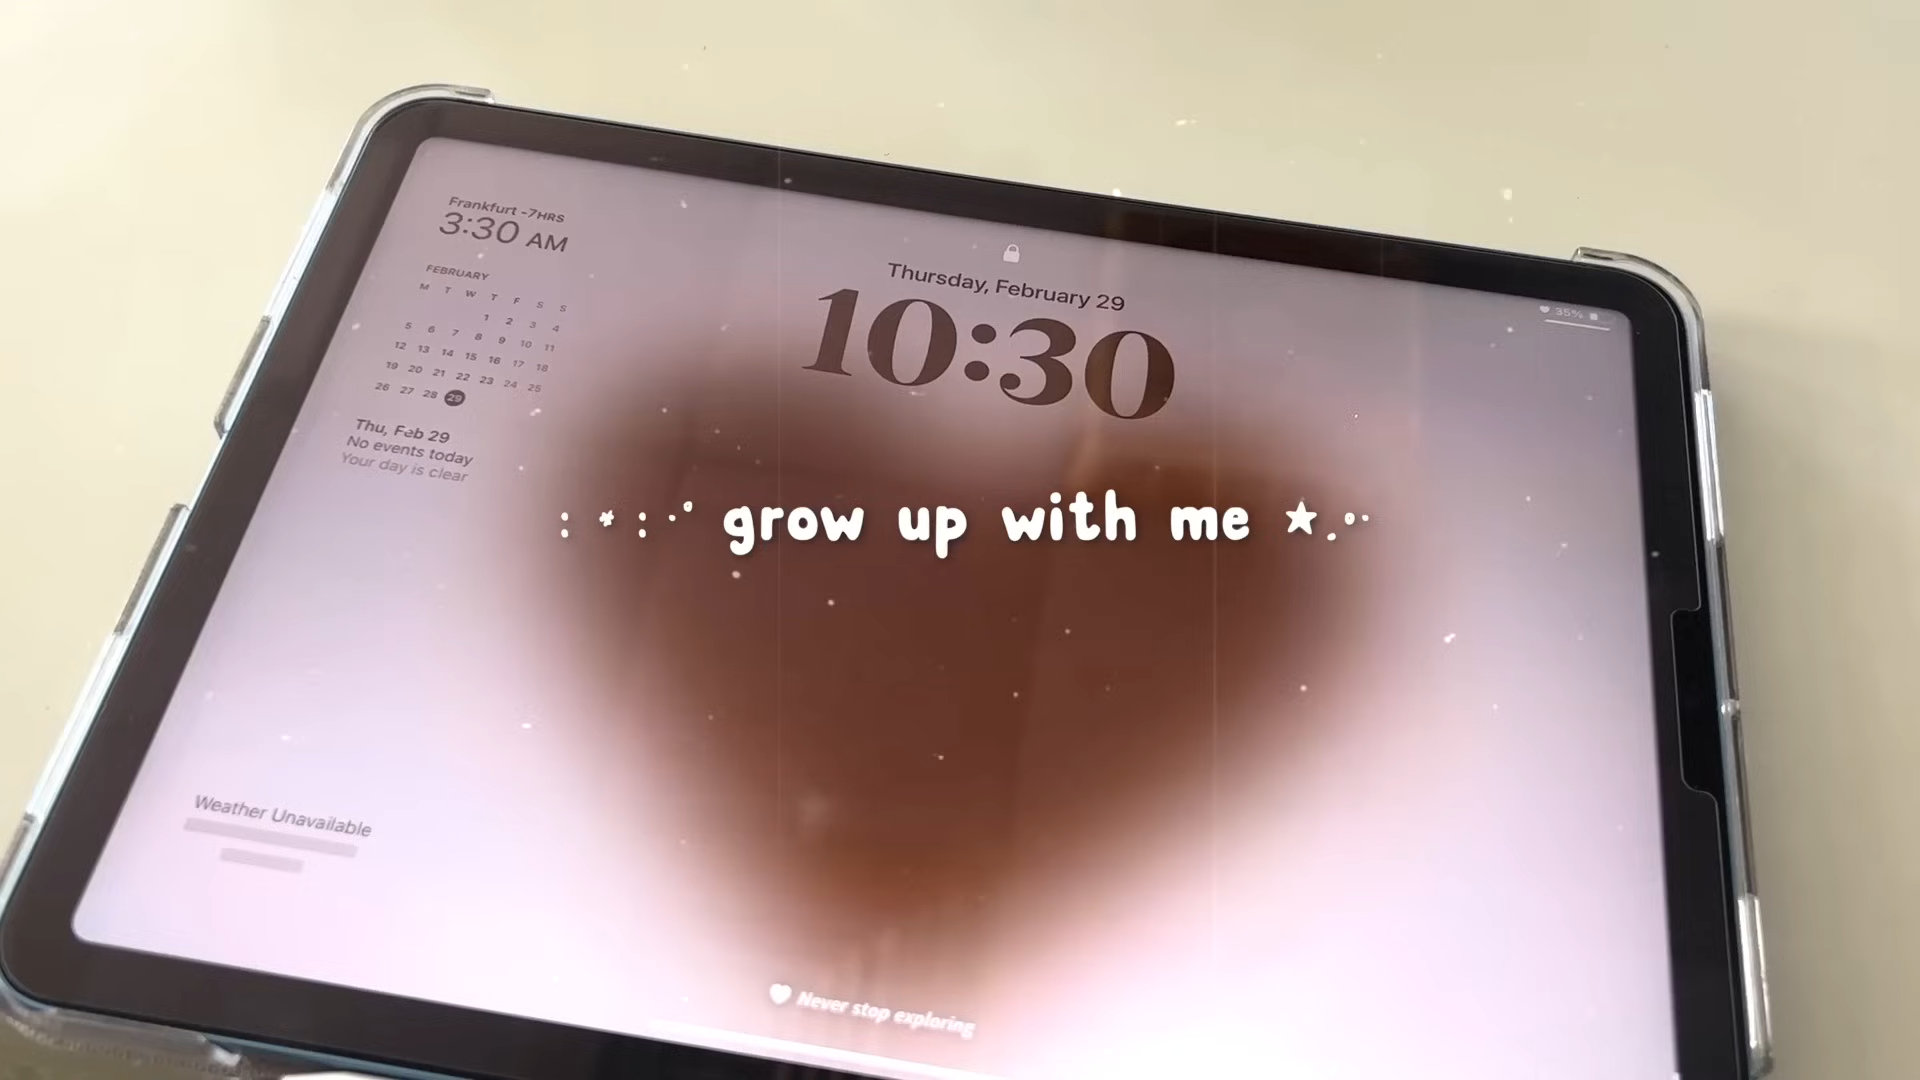 Frankfurt -7HRS
3:30 AM
FEBRUARY
M T W T F S S
1 2 3 4
5 6 7 8 9 10 11
12 13 14 15 16 17 18
19 20 21 22 23 24 25
26 27 28 29
Thu, Feb 29
No events today
Your day is clear
Thursday, February 29
10:30
35%
: * : grow up with me ★
Weather Unavailable
Never stop exploring